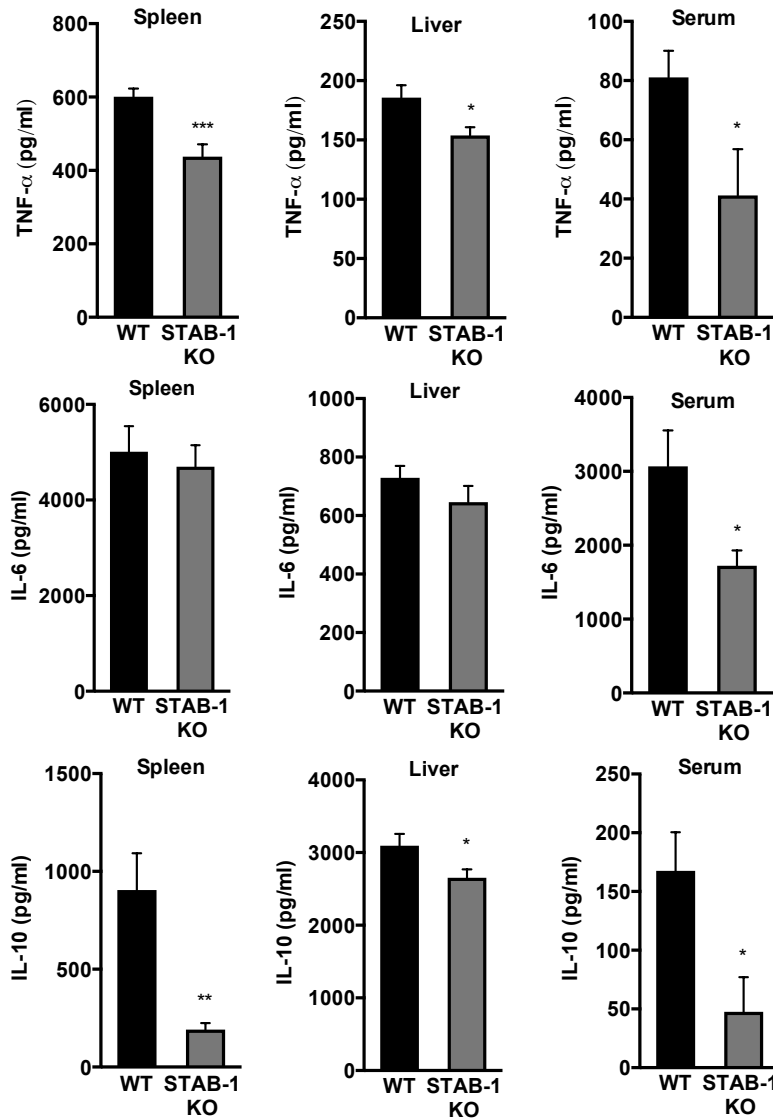 Spleen
TNF-α (pg/ml)
800
600
400
200
0
***
WT STAB-1
KO
Liver
TNF-α (pg/ml)
250
200
150
100
50
0
*
WT STAB-1
KO
Serum
TNF-α (pg/ml)
100
80
60
40
20
0
*
WT STAB-1
KO
Spleen
IL-6 (pg/ml)
6000
4000
2000
0
WT STAB-1
KO
Liver
IL-6 (pg/ml)
1000
800
600
400
200
0
WT STAB-1
KO
Serum
IL-6 (pg/ml)
4000
3000
2000
1000
0
*
WT STAB-1
KO
Spleen
IL-10 (pg/ml)
1500
1000
500
0
**
WT STAB-1
KO
Liver
IL-10 (pg/ml)
4000
3000
2000
1000
0
*
WT STAB-1
KO
Serum
IL-10 (pg/ml)
250
200
150
100
50
0
*
WT STAB-1
KO